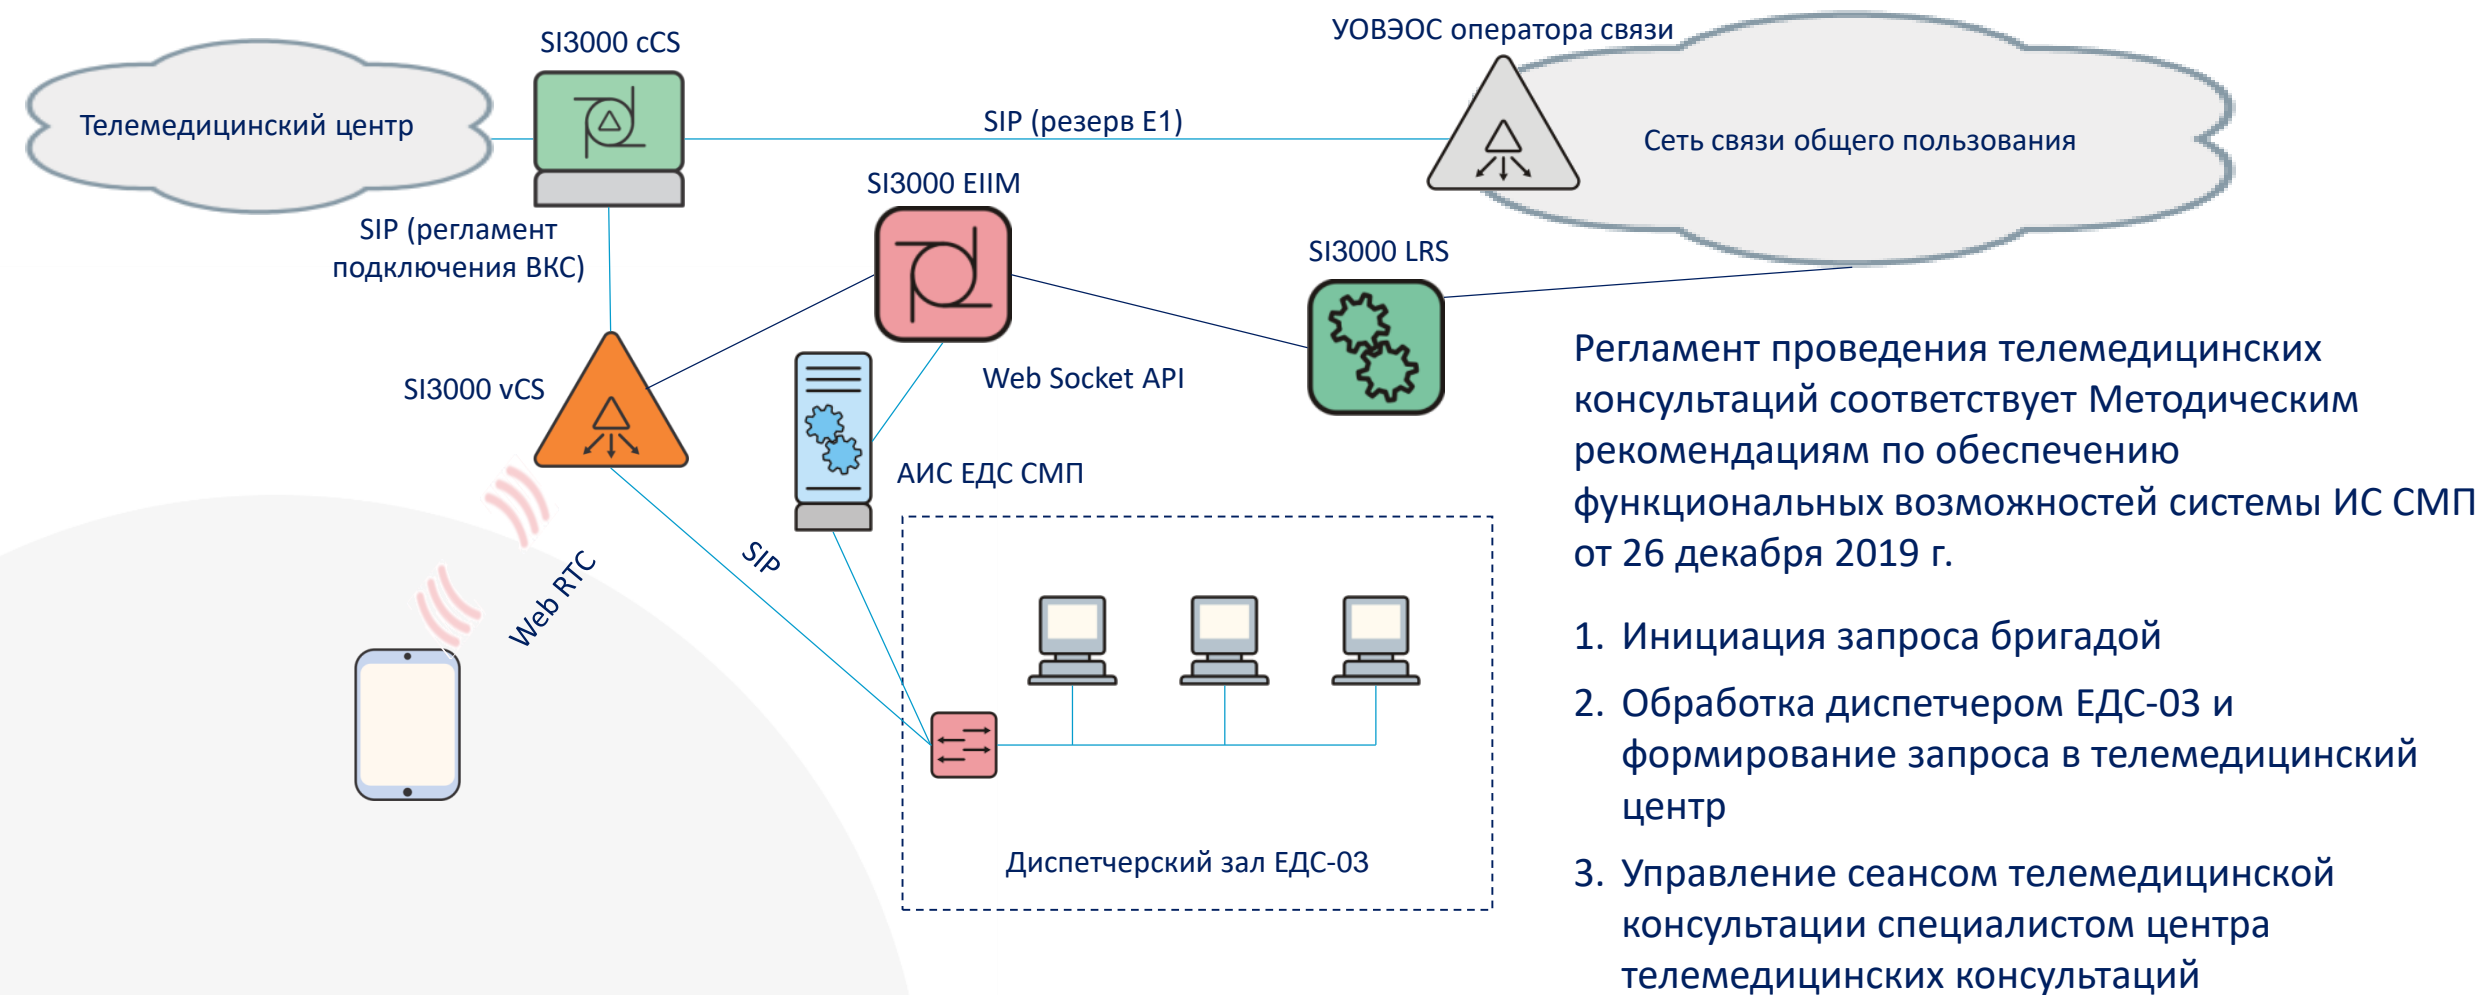 УОВЭОС оператора связи
SI3000 cCS
Телемедицинский центр
SIP (резерв E1)
Сеть связи общего пользования
SI3000 EIIM
SIP (регламент
подключения ВКС)
SI3000 LRS
SI3000 vCS
Web Socket API
АИС ЕДС СМП
SIP
Web RTC
Диспетчерский зал ЕДС-03
Регламент проведения телемедицинских
консультаций соответствует Методическим
рекомендациям по обеспечению
функциональных возможностей системы ИС СМП
от 26 декабря 2019 г.
1. Инициация запроса бригадой
2. Обработка диспетчером ЕДС-03 и
формирование запроса в телемедицинский
центр
3. Управление сеансом телемедицинской
консультации специалистом центра
телемедицинских консультаций